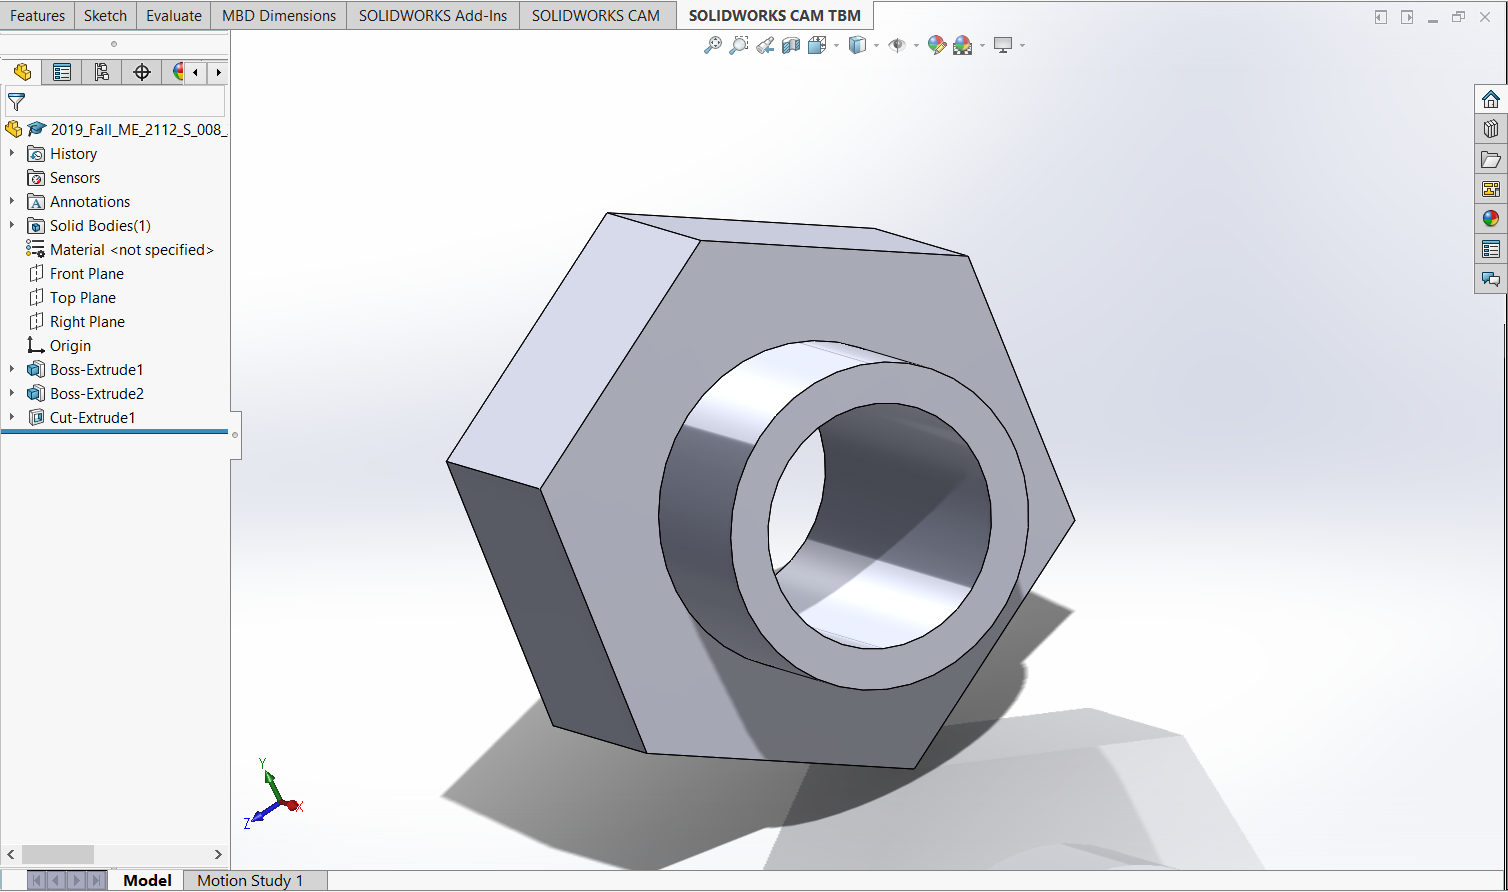 Features Sketch Evaluate MBD Dimensions SOLIDWORKS Add-Ins SOLIDWORKS CAM SOLIDWORKS CAM TBM
2019_Fall_ME_2112_S_008_
History
Sensors
A Annotations
Solid Bodies(1)
Material <not specified>
Front Plane
Top Plane
Right Plane
Origin
Boss-Extrude1
Boss-Extrude2
Cut-Extrude1
Y
X
Z
Model Motion Study 1